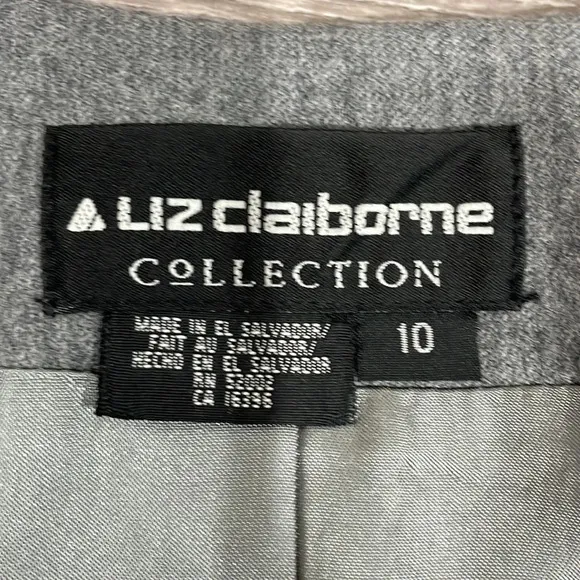 LIZ claiborne
COLLECTION
MADE IN EL SALVADOR/
FAIT AU SALVADOR/
HECHO EN EL SALVADOR
RN 52002
CA 16396
10